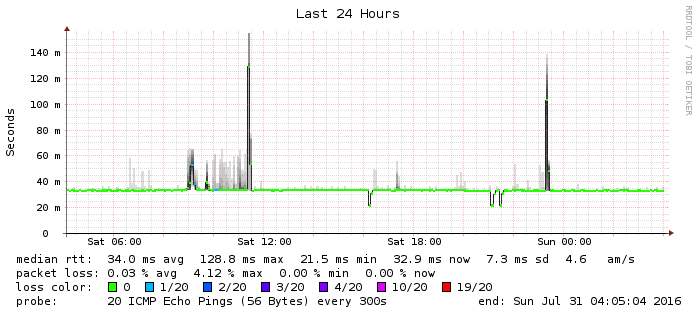 Last 24 Hours
RRDTOOL / TOBI OETIKER
Seconds
140 m
120 m
100 m
80 m
60 m
40 m
20 m
0
Sat 06:00 Sat 12:00 Sat 18:00 Sun 00:00
median rtt: 34.0 ms avg 128.8 ms max 21.5 ms min 32.9 ms now 7.3 ms sd 4.6 am/s
packet loss: 0.03 % avg 4.12 % max 0.00 % min 0.00 % now
loss color: 0 1/20 2/20 3/20 4/20 10/20 19/20
probe: 20 ICMP Echo Pings (56 Bytes) every 300s end: Sun Jul 31 04:05:04 2016